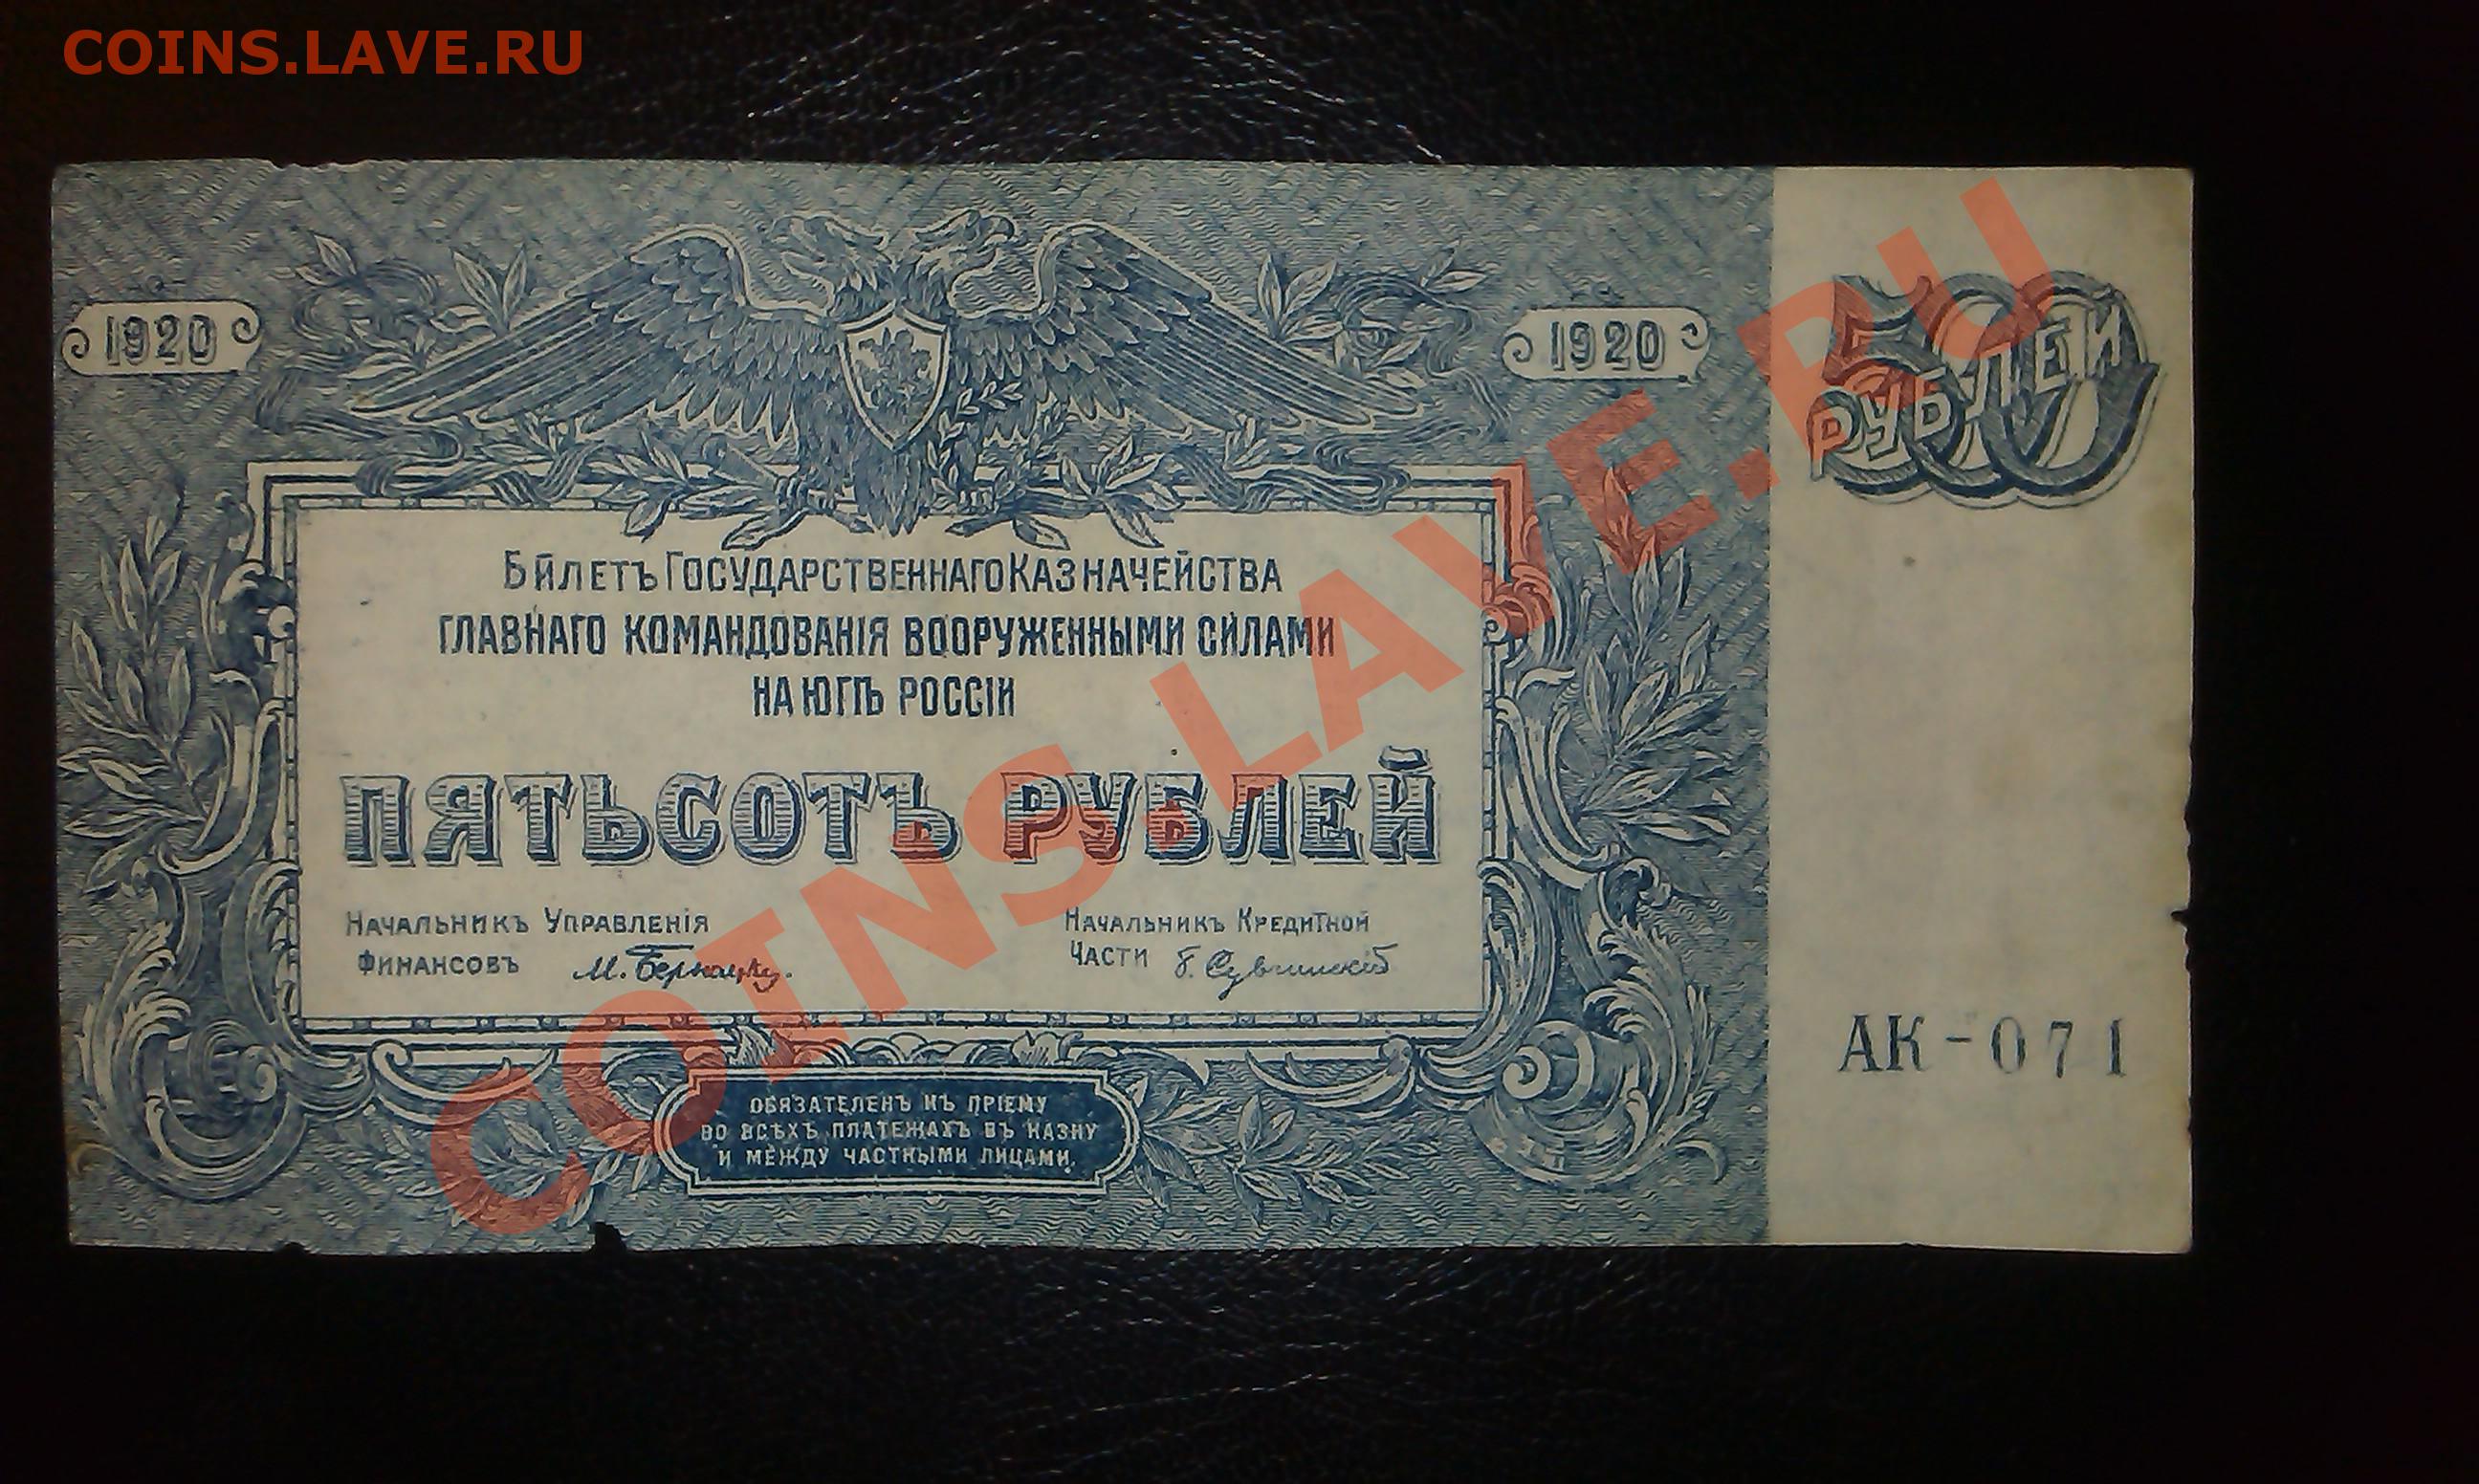 COINS.LAVE.RU
1920
1920
500
РУБЛЕЙ
БИЛЕТЪ ГОСУДАРСТВЕННАГО КАЗНАЧЕЙСТВА
ГЛАВНАГО КОМАНДОВАНІЯ ВООРУЖЕННЫМИ СИЛАМИ
НА ЮГѢ РОССІИ
ПЯТЬСОТЪ РУБЛЕЙ
НАЧАЛЬНИКЪ УПРАВЛЕНІЯ
ФИНАНСОВЪ М. Бернацкій
НАЧАЛЬНИКЪ КРЕДИТНОЙ
ЧАСТИ Б. Сувчинскій
АК-071
ОБЯЗАТЕЛЕНЪ КЪ ПРІЕМУ
ВО ВСѢХЪ ПЛАТЕЖАХЪ ВЪ КАЗНУ
И МЕЖДУ ЧАСТНЫМИ ЛИЦАМИ.
COINS.LAVE.RU